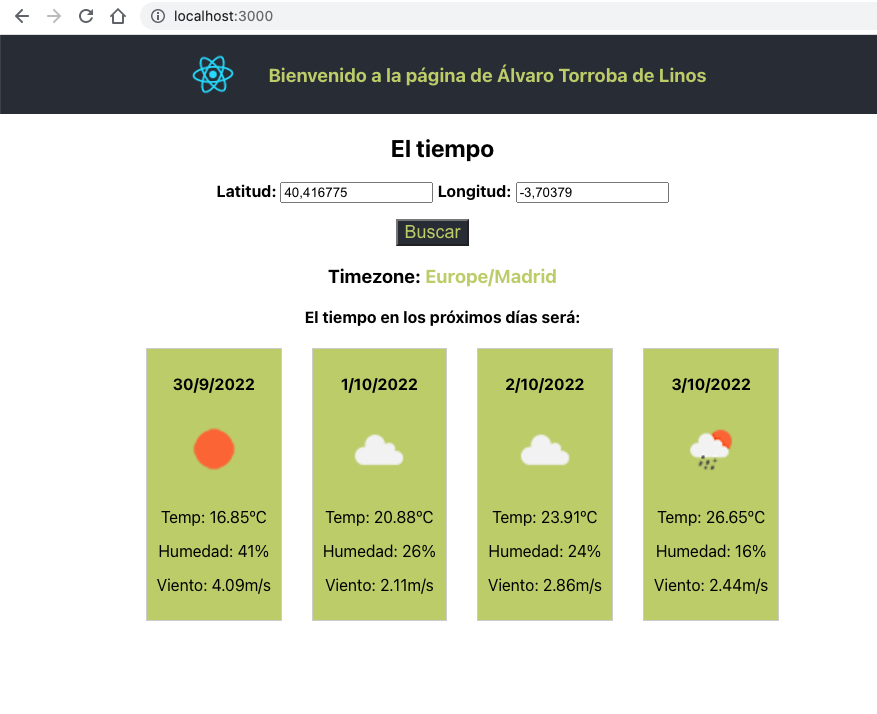 localhost:3000
Bienvenido a la página de Álvaro Torroba de Linos
El tiempo
Latitud: 40,416775 Longitud: -3,70379
Buscar
Timezone: Europe/Madrid
El tiempo en los próximos días será:
30/9/2022
Temp: 16.85ºC
Humedad: 41%
Viento: 4.09m/s
1/10/2022
Temp: 20.88ºC
Humedad: 26%
Viento: 2.11m/s
2/10/2022
Temp: 23.91ºC
Humedad: 24%
Viento: 2.86m/s
3/10/2022
Temp: 26.65ºC
Humedad: 16%
Viento: 2.44m/s